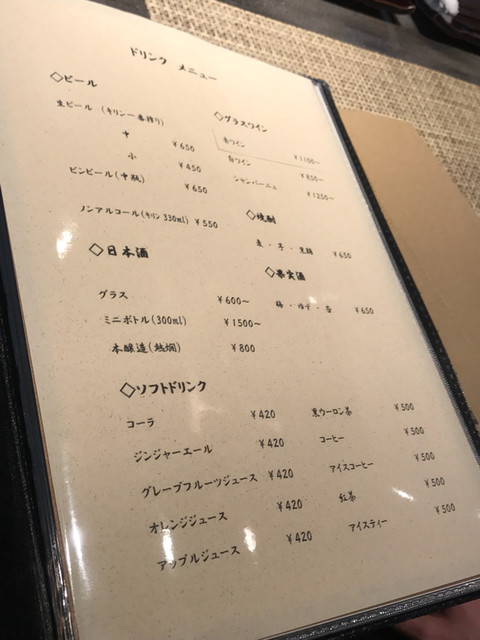 ドリンク メニュー
◇ビール
生ビール (キリン一番搾り)
中 ¥650
小 ¥450
ビンビール(中瓶) ¥650
ノンアルコール(キリン 330ml) ¥550
◇日本酒
グラス ¥600~
ミニボトル(300ml) ¥1500~
本醸造(熱燗) ¥800
◇グラスワイン
赤ワイン ¥1100~
白ワイン ¥850~
シャンパーニュ ¥1250~
◇焼酎
麦・芋・黒糖 ¥650
◇果実酒
梅・ゆず・杏 ¥650
◇ソフトドリンク
コーラ ¥420
ジンジャーエール ¥420
グレープフルーツジュース ¥420
オレンジジュース ¥420
アップルジュース ¥420
黒ウーロン茶 ¥500
コーヒー ¥500
アイスコーヒー ¥500
紅茶 ¥500
アイスティー ¥500